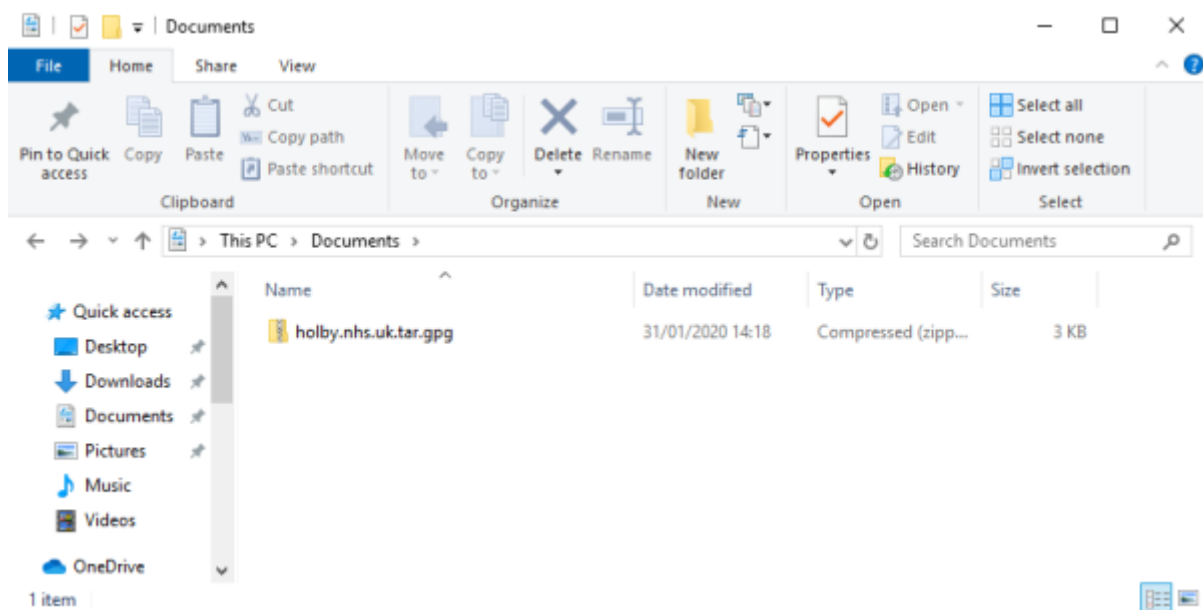 Documents
File Home Share View
Pin to Quick access
Copy
Paste
Cut
Copy path
Paste shortcut
Clipboard
Move to
Copy to
Delete
Rename
Organize
New folder
New
Properties
Open
Edit
History
Open
Select all
Select none
Invert selection
Select
This PC > Documents >
Search Documents
Quick access
Desktop
Downloads
Documents
Pictures
Music
Videos
OneDrive
Name Date modified Type Size
holby.nhs.uk.tar.gpg 31/01/2020 14:18 Compressed (zipp... 3 KB
1 item